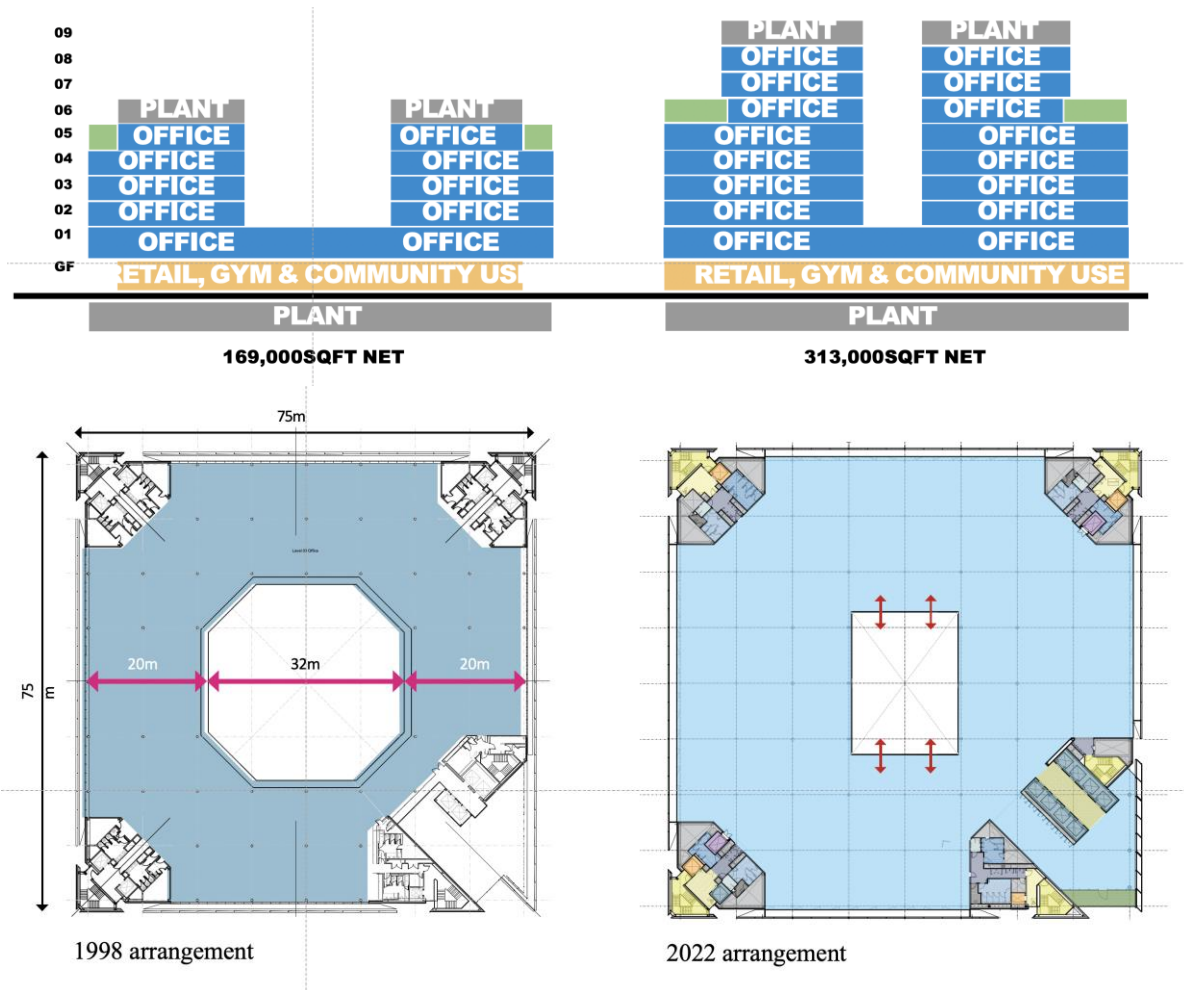 09
08
07
06
05
04
03
02
01
GF
PLANT PLANT
OFFICE OFFICE
OFFICE OFFICE
OFFICE OFFICE
OFFICE OFFICE
OFFICE OFFICE
RETAIL, GYM & COMMUNITY USE
PLANT
169,000SQFT NET
PLANT PLANT
OFFICE OFFICE
OFFICE OFFICE
OFFICE OFFICE
OFFICE OFFICE
OFFICE OFFICE
OFFICE OFFICE
OFFICE OFFICE
OFFICE OFFICE
RETAIL, GYM & COMMUNITY USE
PLANT
313,000SQFT NET
75m
75
m
20m 32m 20m
1998 arrangement
2022 arrangement